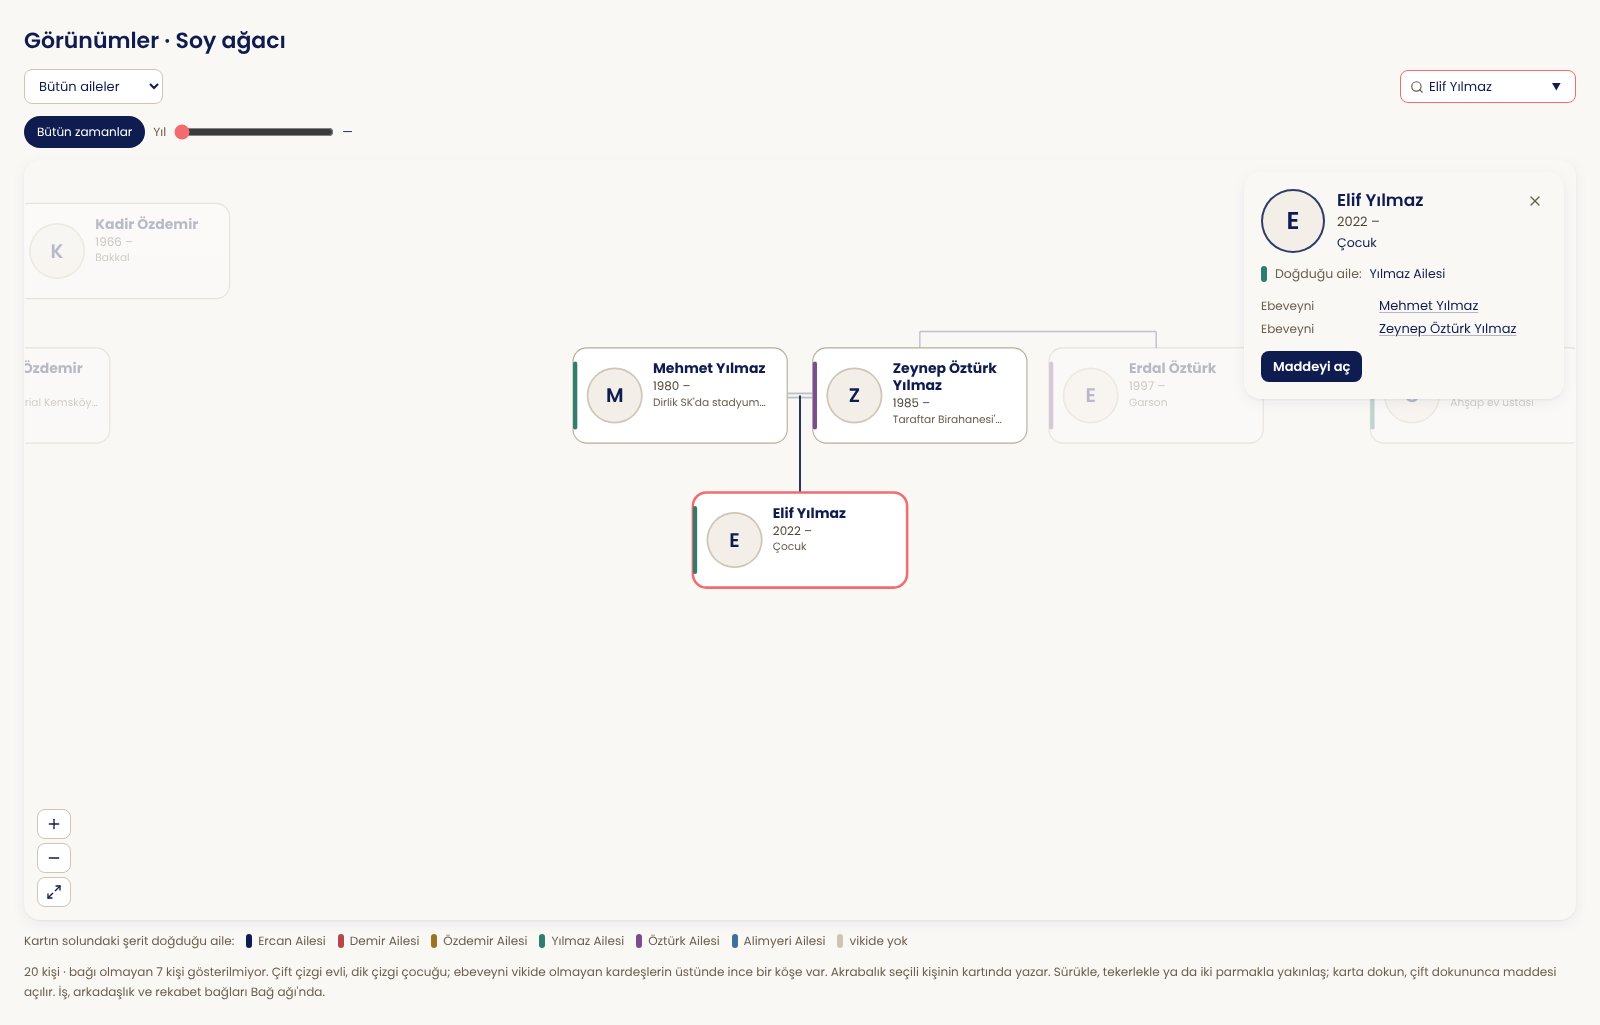 Görünümler · Soy ağacı
Bütün aileler
Elif Yılmaz
Bütün zamanlar Yıl –
K
Kadir Özdemir
1966 –
Bakkal
E
Elif Yılmaz
2022 –
Çocuk
Doğduğu aile: Yılmaz Ailesi
Ebeveyni Mehmet Yılmaz
Ebeveyni Zeynep Öztürk Yılmaz
Maddeyi aç
Özdemir
M
Mehmet Yılmaz
1980 –
Dirlik SK'da stadyum…
Z
Zeynep Öztürk
Yılmaz
1985 –
Taraftar Birahanesi'…
E
Erdal Öztürk
1997 –
Garson
Ahşap ev ustası
E
Elif Yılmaz
2022 –
Çocuk
Kartın solundaki şerit doğduğu aile: Ercan Ailesi Demir Ailesi Özdemir Ailesi Yılmaz Ailesi Öztürk Ailesi Alimyeri Ailesi vikide yok
20 kişi · bağı olmayan 7 kişi gösterilmiyor. Çift çizgi evli, dik çizgi çocuğu; ebeveyni vikide olmayan kardeşlerin üstünde ince bir köşe var. Akrabalık seçili kişinin kartında yazar. Sürükle, tekerlekle ya da iki parmakla yakınlaş; karta dokun, çift dokununca maddesi
açılır. İş, arkadaşlık ve rekabet bağları Bağ ağı'nda.